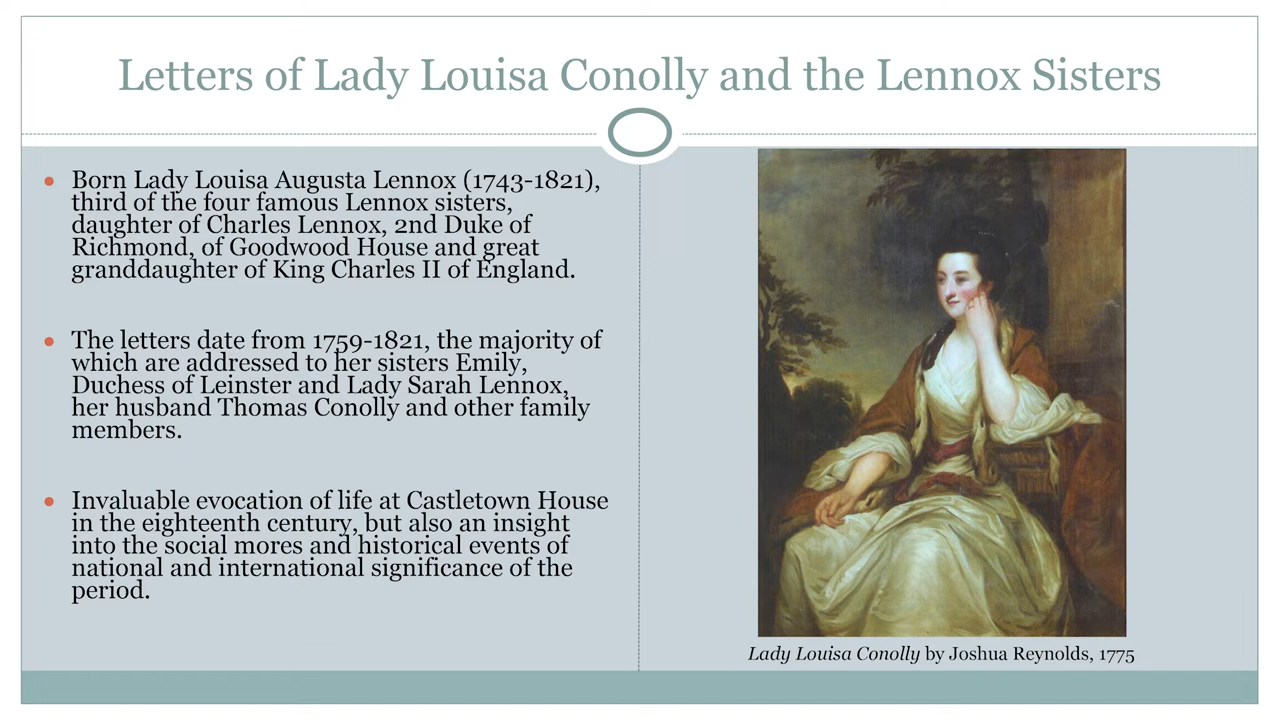 Letters of Lady Louisa Conolly and the Lennox Sisters
Born Lady Louisa Augusta Lennox (1743-1821),
third of the four famous Lennox sisters,
daughter of Charles Lennox, 2nd Duke of
Richmond, of Goodwood House and great
granddaughter of King Charles II of England.
The letters date from 1759-1821, the majority of
which are addressed to her sisters Emily,
Duchess of Leinster and Lady Sarah Lennox,
her husband Thomas Conolly and other family
members.
Invaluable evocation of life at Castletown House
in the eighteenth century, but also an insight
into the social mores and historical events of
national and international significance of the
period.
Lady Louisa Conolly by Joshua Reynolds, 1775